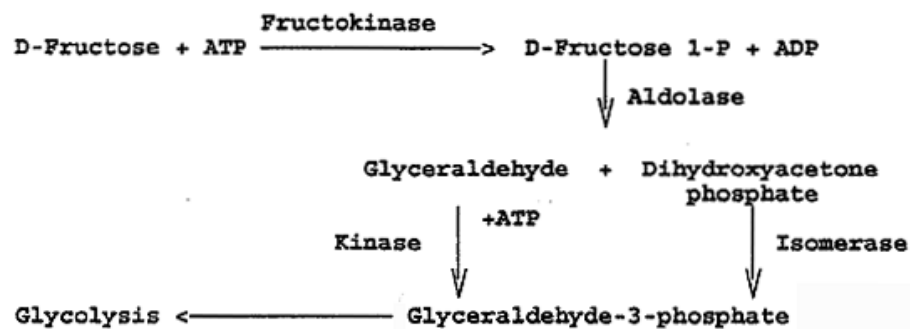 Fructokinase
D-Fructose + ATP ———> D-Fructose 1-P + ADP
Aldolase
Glyceraldehyde + Dihydroxyacetone
phosphate
+ATP
Kinase Isomerase
Glycolysis <——— Glyceraldehyde-3-phosphate